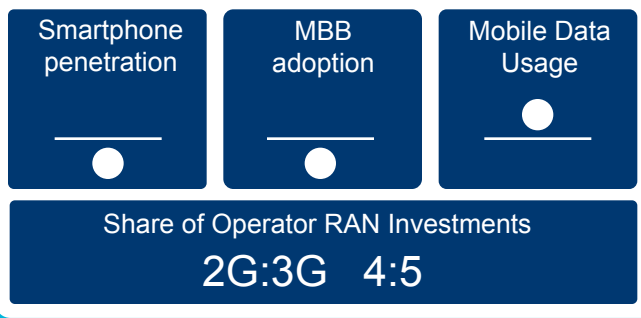 Smartphone
penetration
MBB
adoption
Mobile Data
Usage
Share of Operator RAN Investments
2G:3G 4:5